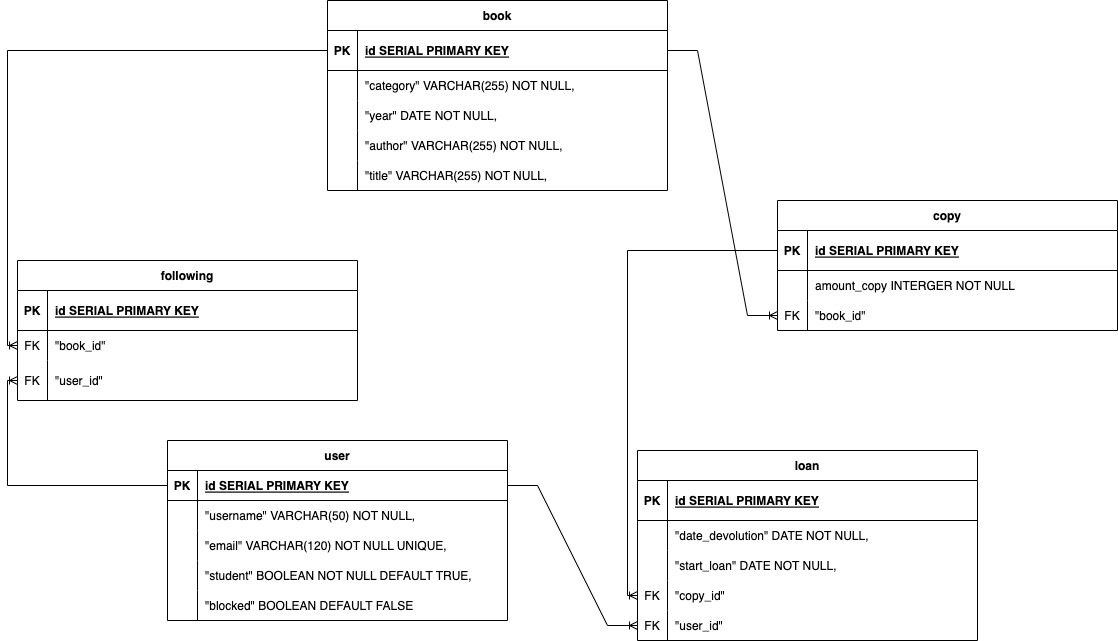 book
PK id SERIAL PRIMARY KEY
"category" VARCHAR(255) NOT NULL,
"year" DATE NOT NULL,
"author" VARCHAR(255) NOT NULL,
"title" VARCHAR(255) NOT NULL,
copy
PK id SERIAL PRIMARY KEY
amount_copy INTERGER NOT NULL
FK "book_id"
following
PK id SERIAL PRIMARY KEY
FK "book_id"
FK "user_id"
user
PK id SERIAL PRIMARY KEY
"username" VARCHAR(50) NOT NULL,
"email" VARCHAR(120) NOT NULL UNIQUE,
"student" BOOLEAN NOT NULL DEFAULT TRUE,
"blocked" BOOLEAN DEFAULT FALSE
loan
PK id SERIAL PRIMARY KEY
"date_devolution" DATE NOT NULL,
"start_loan" DATE NOT NULL,
FK "copy_id"
FK "user_id"